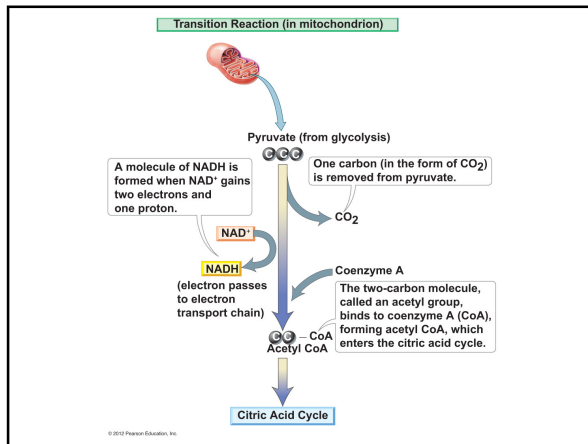 Transition Reaction (in mitochondrion)
Pyruvate (from glycolysis)
C C C
A molecule of NADH is
formed when NAD⁺ gains
two electrons and
one proton.
One carbon (in the form of CO₂)
is removed from pyruvate.
CO₂
NAD⁺
NADH
(electron passes
to electron
transport chain)
Coenzyme A
The two-carbon molecule,
called an acetyl group,
binds to coenzyme A (CoA),
forming acetyl CoA, which
enters the citric acid cycle.
C C – CoA
Acetyl CoA
Citric Acid Cycle
© 2012 Pearson Education, Inc.